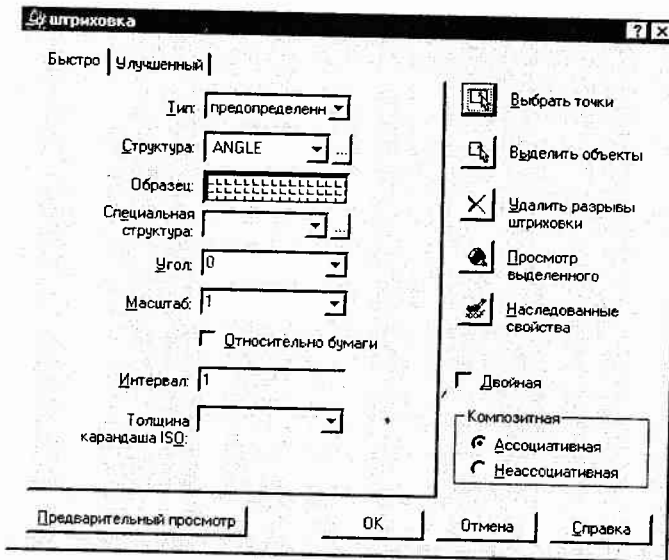 штриховка
Быстро Улучшенный
Тип: предопределенн
Структура: ANGLE ...
Образец:
Специальная
структура: ...
Угол: 0
Масштаб: 1
Относительно бумаги
Интервал: 1
Толщина
карандаша ISO:
Выбрать точки
Выделить объекты
Удалить разрывы
штриховки
Просмотр
выделенного
Наследованные
свойства
Двойная
Композитная
Ассоциативная
Неассоциативная
Предварительный просмотр OK Отмена Справка